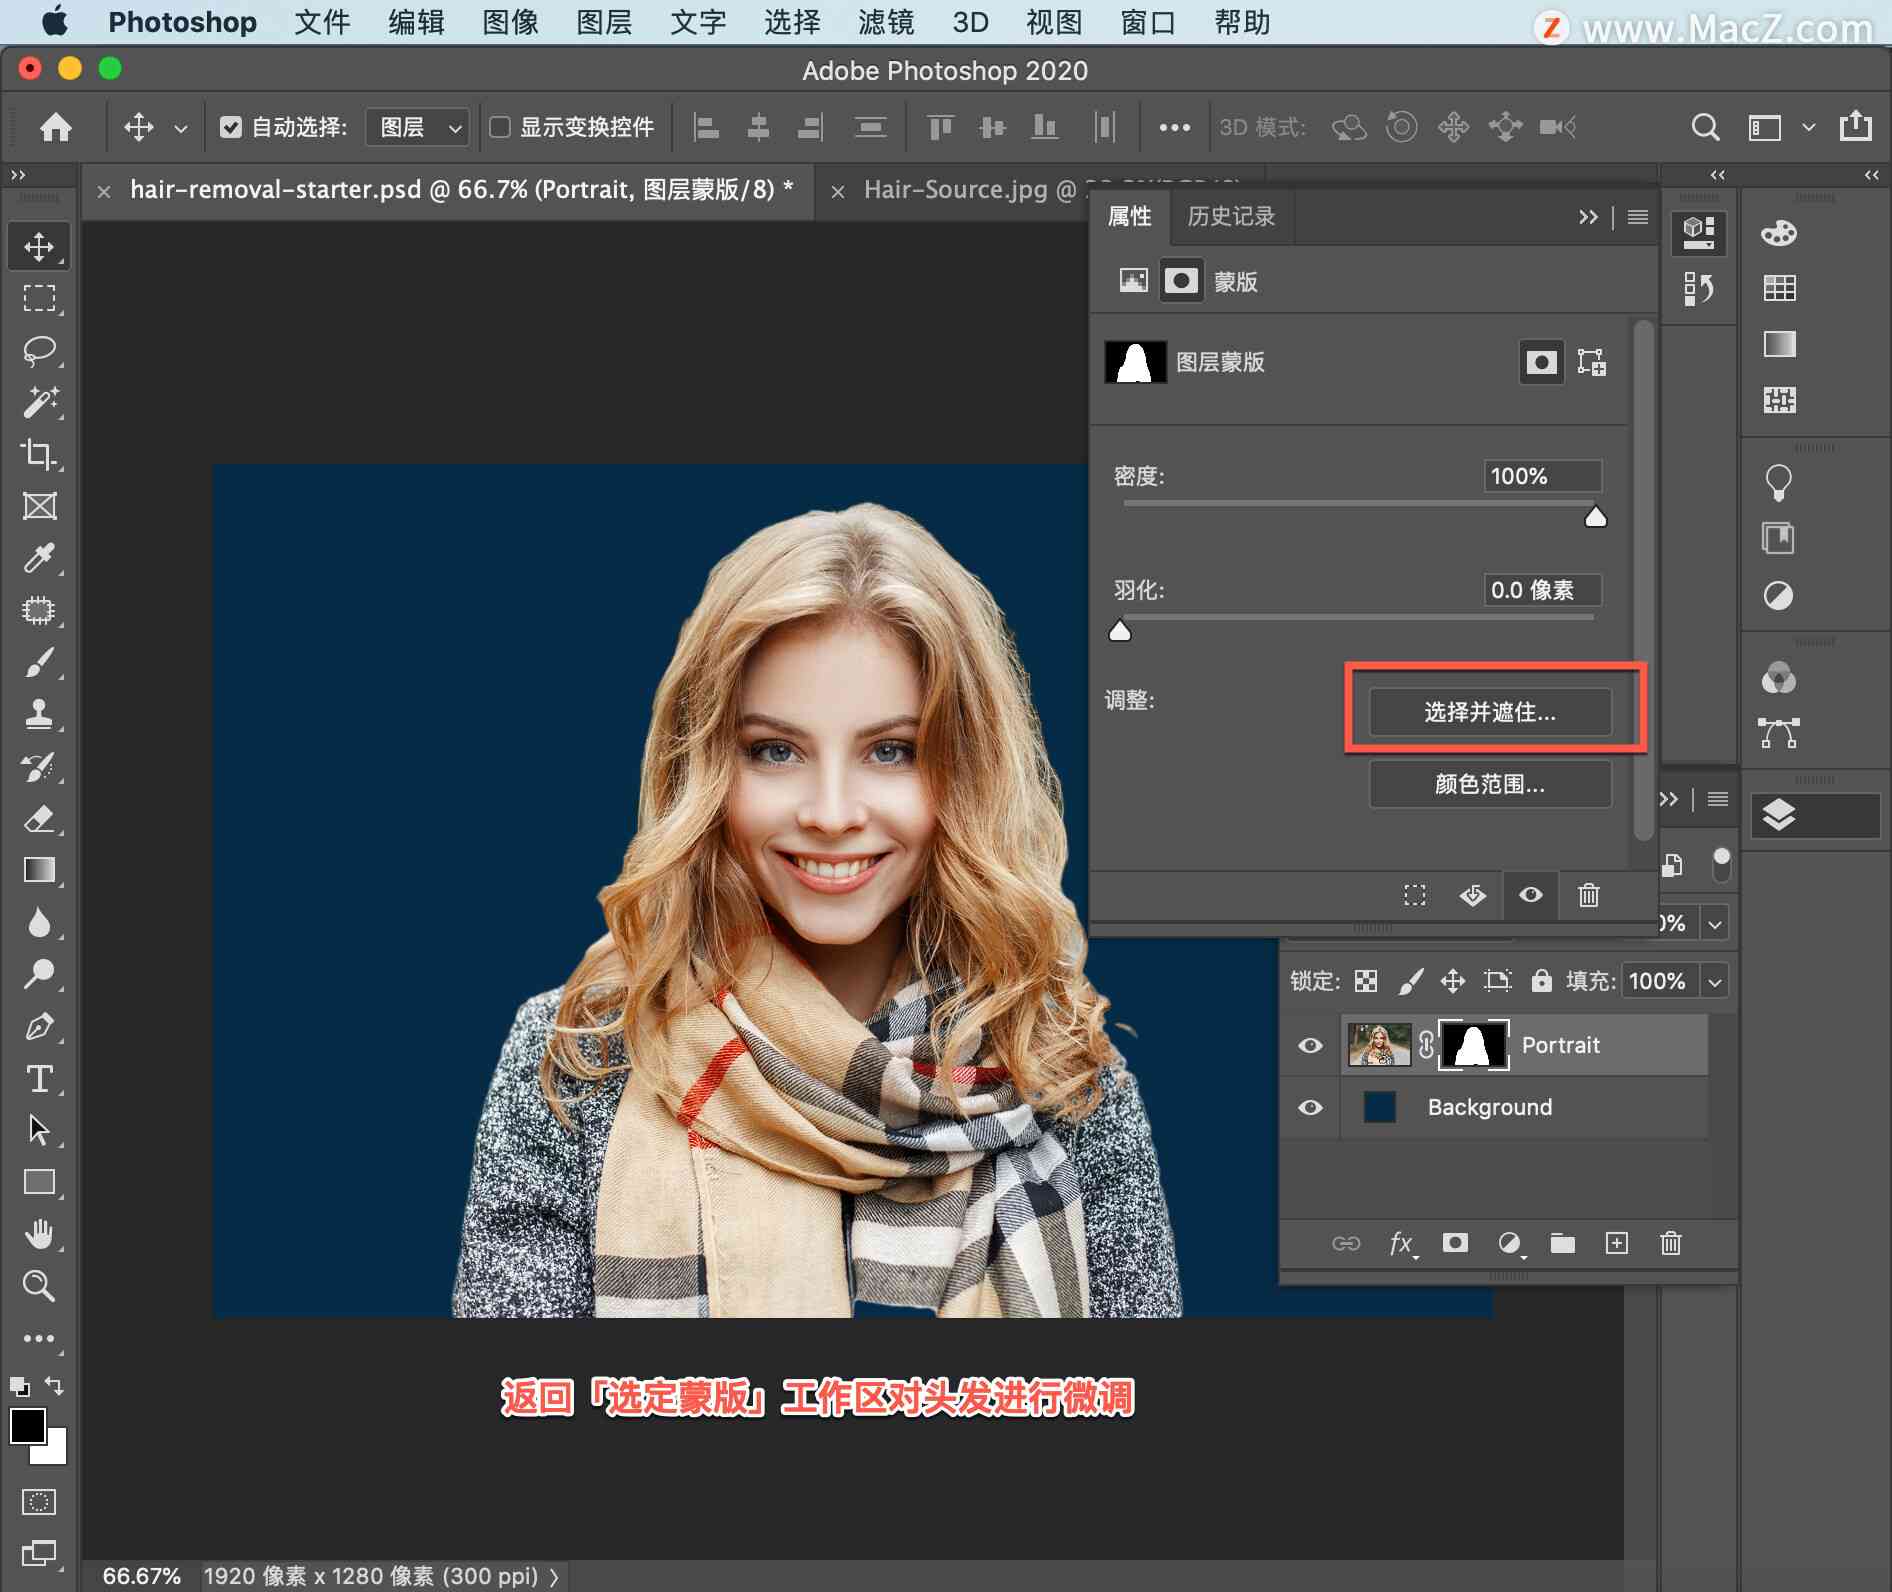 Photoshop 文件 编辑 图像 图层 文字 选择 滤镜 3D 视图 窗口 帮助
Z www.MacZ.com
Adobe Photoshop 2020
自动选择: 图层 显示变换控件 3D 模式:
hair-removal-starter.psd @ 66.7% (Portrait, 图层蒙版/8) *
Hair-Source.jpg @
属性 历史记录
蒙版
图层蒙版
密度: 100%
羽化: 0.0 像素
调整: 选择并遮住...
颜色范围...
0%
锁定: 填充: 100%
Portrait
Background
fx
返回「选定蒙版」工作区对头发进行微调
66.67% 1920 像素 x 1280 像素 (300 ppi)